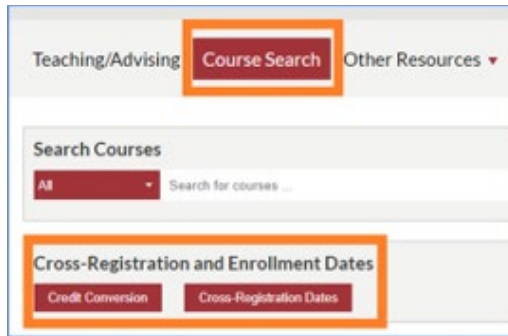 Teaching/Advising Course Search Other Resources
Search Courses
All Search for courses ...
Cross-Registration and Enrollment Dates
Credit Conversion Cross-Registration Dates